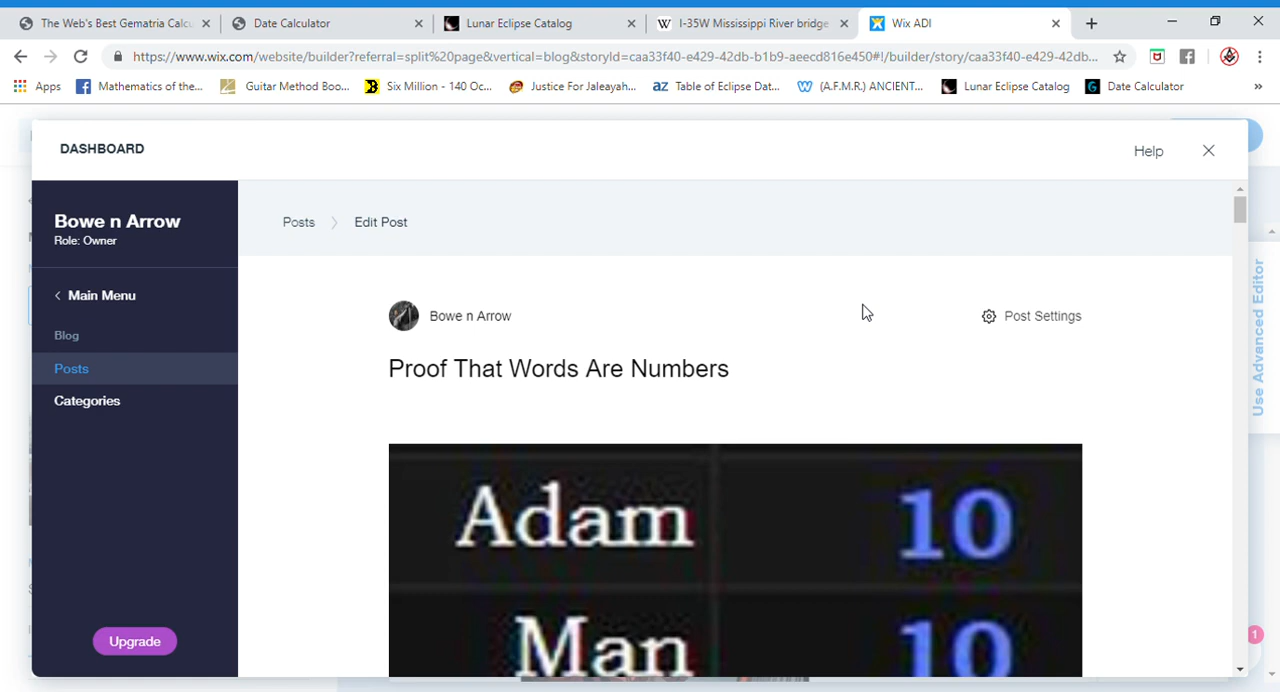 The Web's Best Gematria Calcu
Date Calculator
Lunar Eclipse Catalog
I-35W Mississippi River bridge
Wix ADI
https://www.wix.com/website/builder?referral=split%20page&vertical=blog&storyId=caa33f40-e429-42db-b1b9-aeecd816e450#!/builder/story/caa33f40-e429-42db...
Apps
Mathematics of the...
Guitar Method Boo...
Six Million - 140 Oc...
Justice For Jaleayah...
az Table of Eclipse Dat...
(A.F.M.R.) ANCIENT...
Lunar Eclipse Catalog
Date Calculator
»
DASHBOARD
Help
Bowe n Arrow
Role: Owner
Posts > Edit Post
< Main Menu
Bowe n Arrow
Post Settings
Blog
Posts
Proof That Words Are Numbers
Categories
Use Advanced Editor
Adam 10
Man 10
Upgrade
1